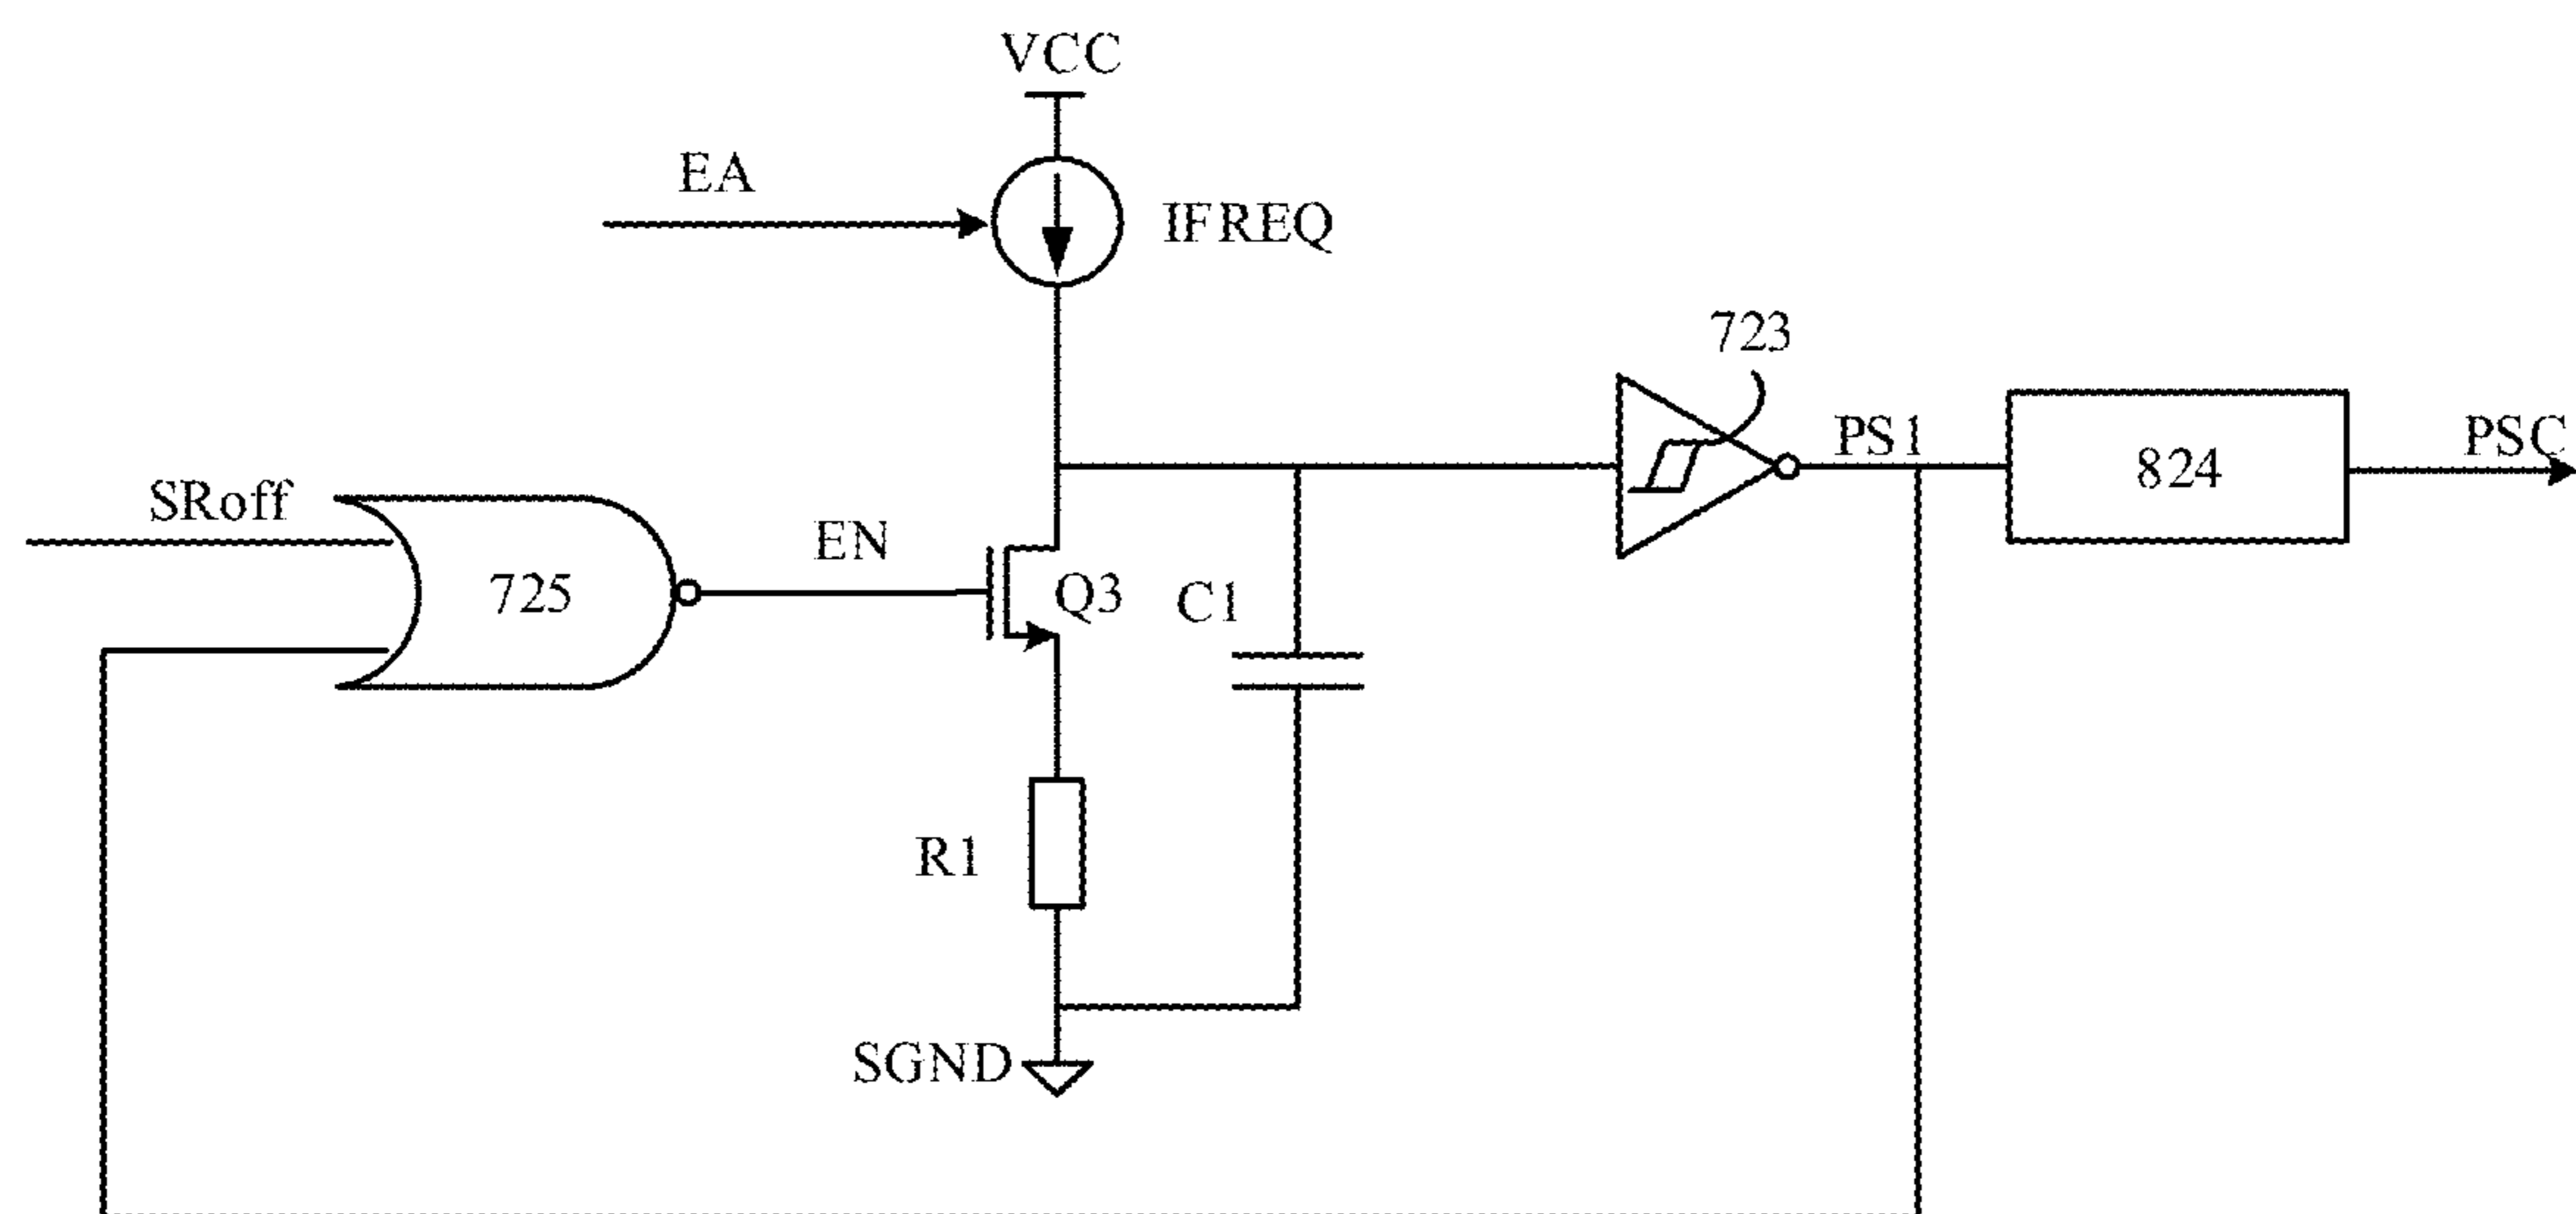 VCC
EA
IFREQ
723
PS1
PSC
824
SRoff
EN
725
Q3
C1
R1
SGND